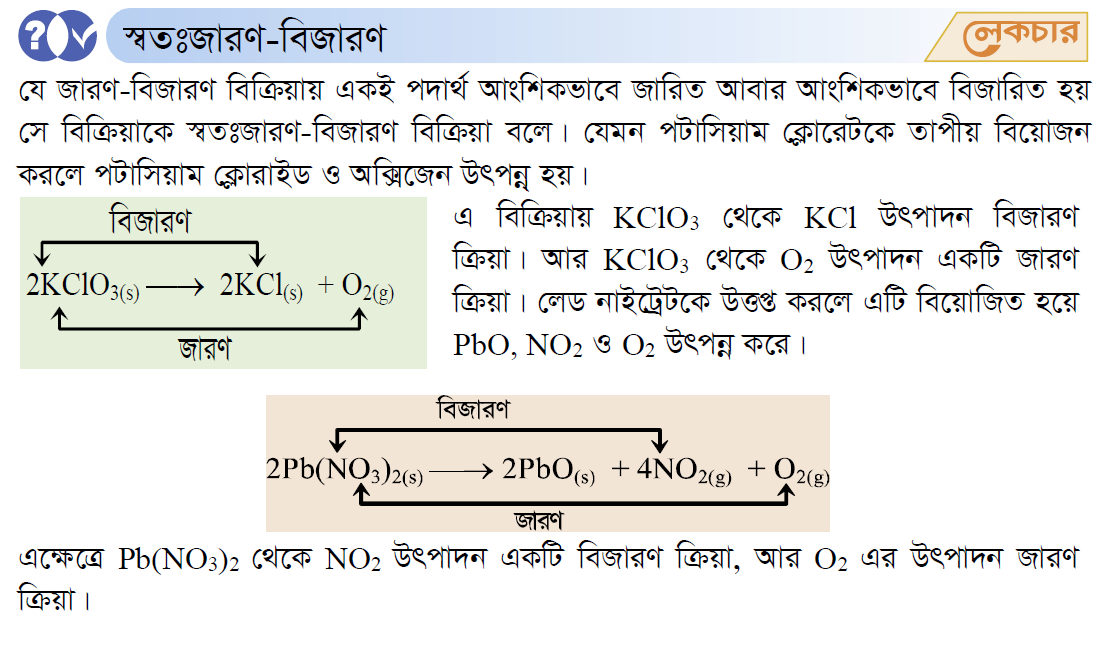 স্বতঃজারণ-বিজারণ
লেকচার
যে জারণ-বিজারণ বিক্রিয়ায় একই পদার্থ আংশিকভাবে জারিত আবার আংশিকভাবে বিজারিত হয়
সে বিক্রিয়াকে স্বতঃজারণ-বিজারণ বিক্রিয়া বলে। যেমন পটাসিয়াম ক্লোরেটকে তাপীয় বিয়োজন
করলে পটাসিয়াম ক্লোরাইড ও অক্সিজেন উৎপন্ন হয়।
বিজারণ
2KClO₃₍s₎ ⟶ 2KCl₍s₎ + O₂₍g₎
জারণ
এ বিক্রিয়ায় KClO₃ থেকে KCl উৎপাদন বিজারণ
ক্রিয়া। আর KClO₃ থেকে O₂ উৎপাদন একটি জারণ
ক্রিয়া। লেড নাইট্রেটকে উত্তপ্ত করলে এটি বিয়োজিত হয়ে
PbO, NO₂ ও O₂ উৎপন্ন করে।
বিজারণ
2Pb(NO₃)₂₍s₎ ⟶ 2PbO₍s₎ + 4NO₂₍g₎ + O₂₍g₎
জারণ
এক্ষেত্রে Pb(NO₃)₂ থেকে NO₂ উৎপাদন একটি বিজারণ ক্রিয়া, আর O₂ এর উৎপাদন জারণ
ক্রিয়া।